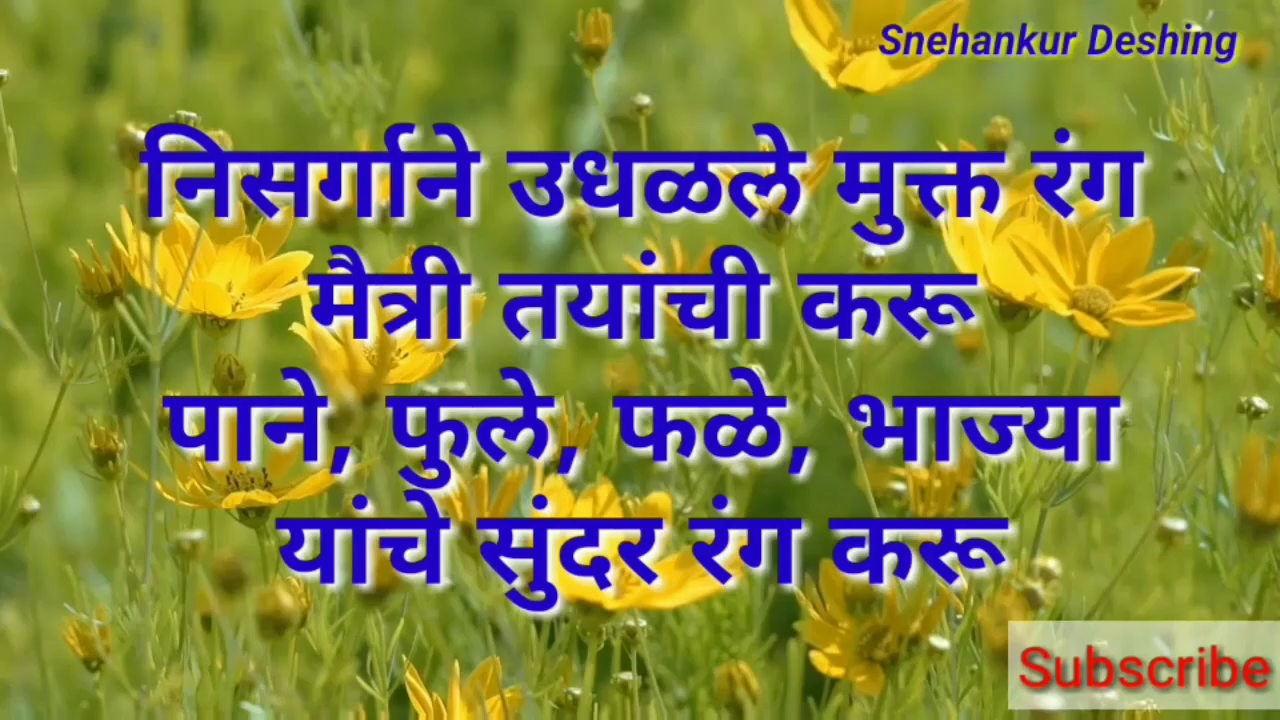 Snehankur Deshing
निसर्गाने उधळले मुक्त रंग
मैत्री तयांची करू
पाने, फुले, फळे, भाज्या
यांचे सुंदर रंग करू
Subscribe